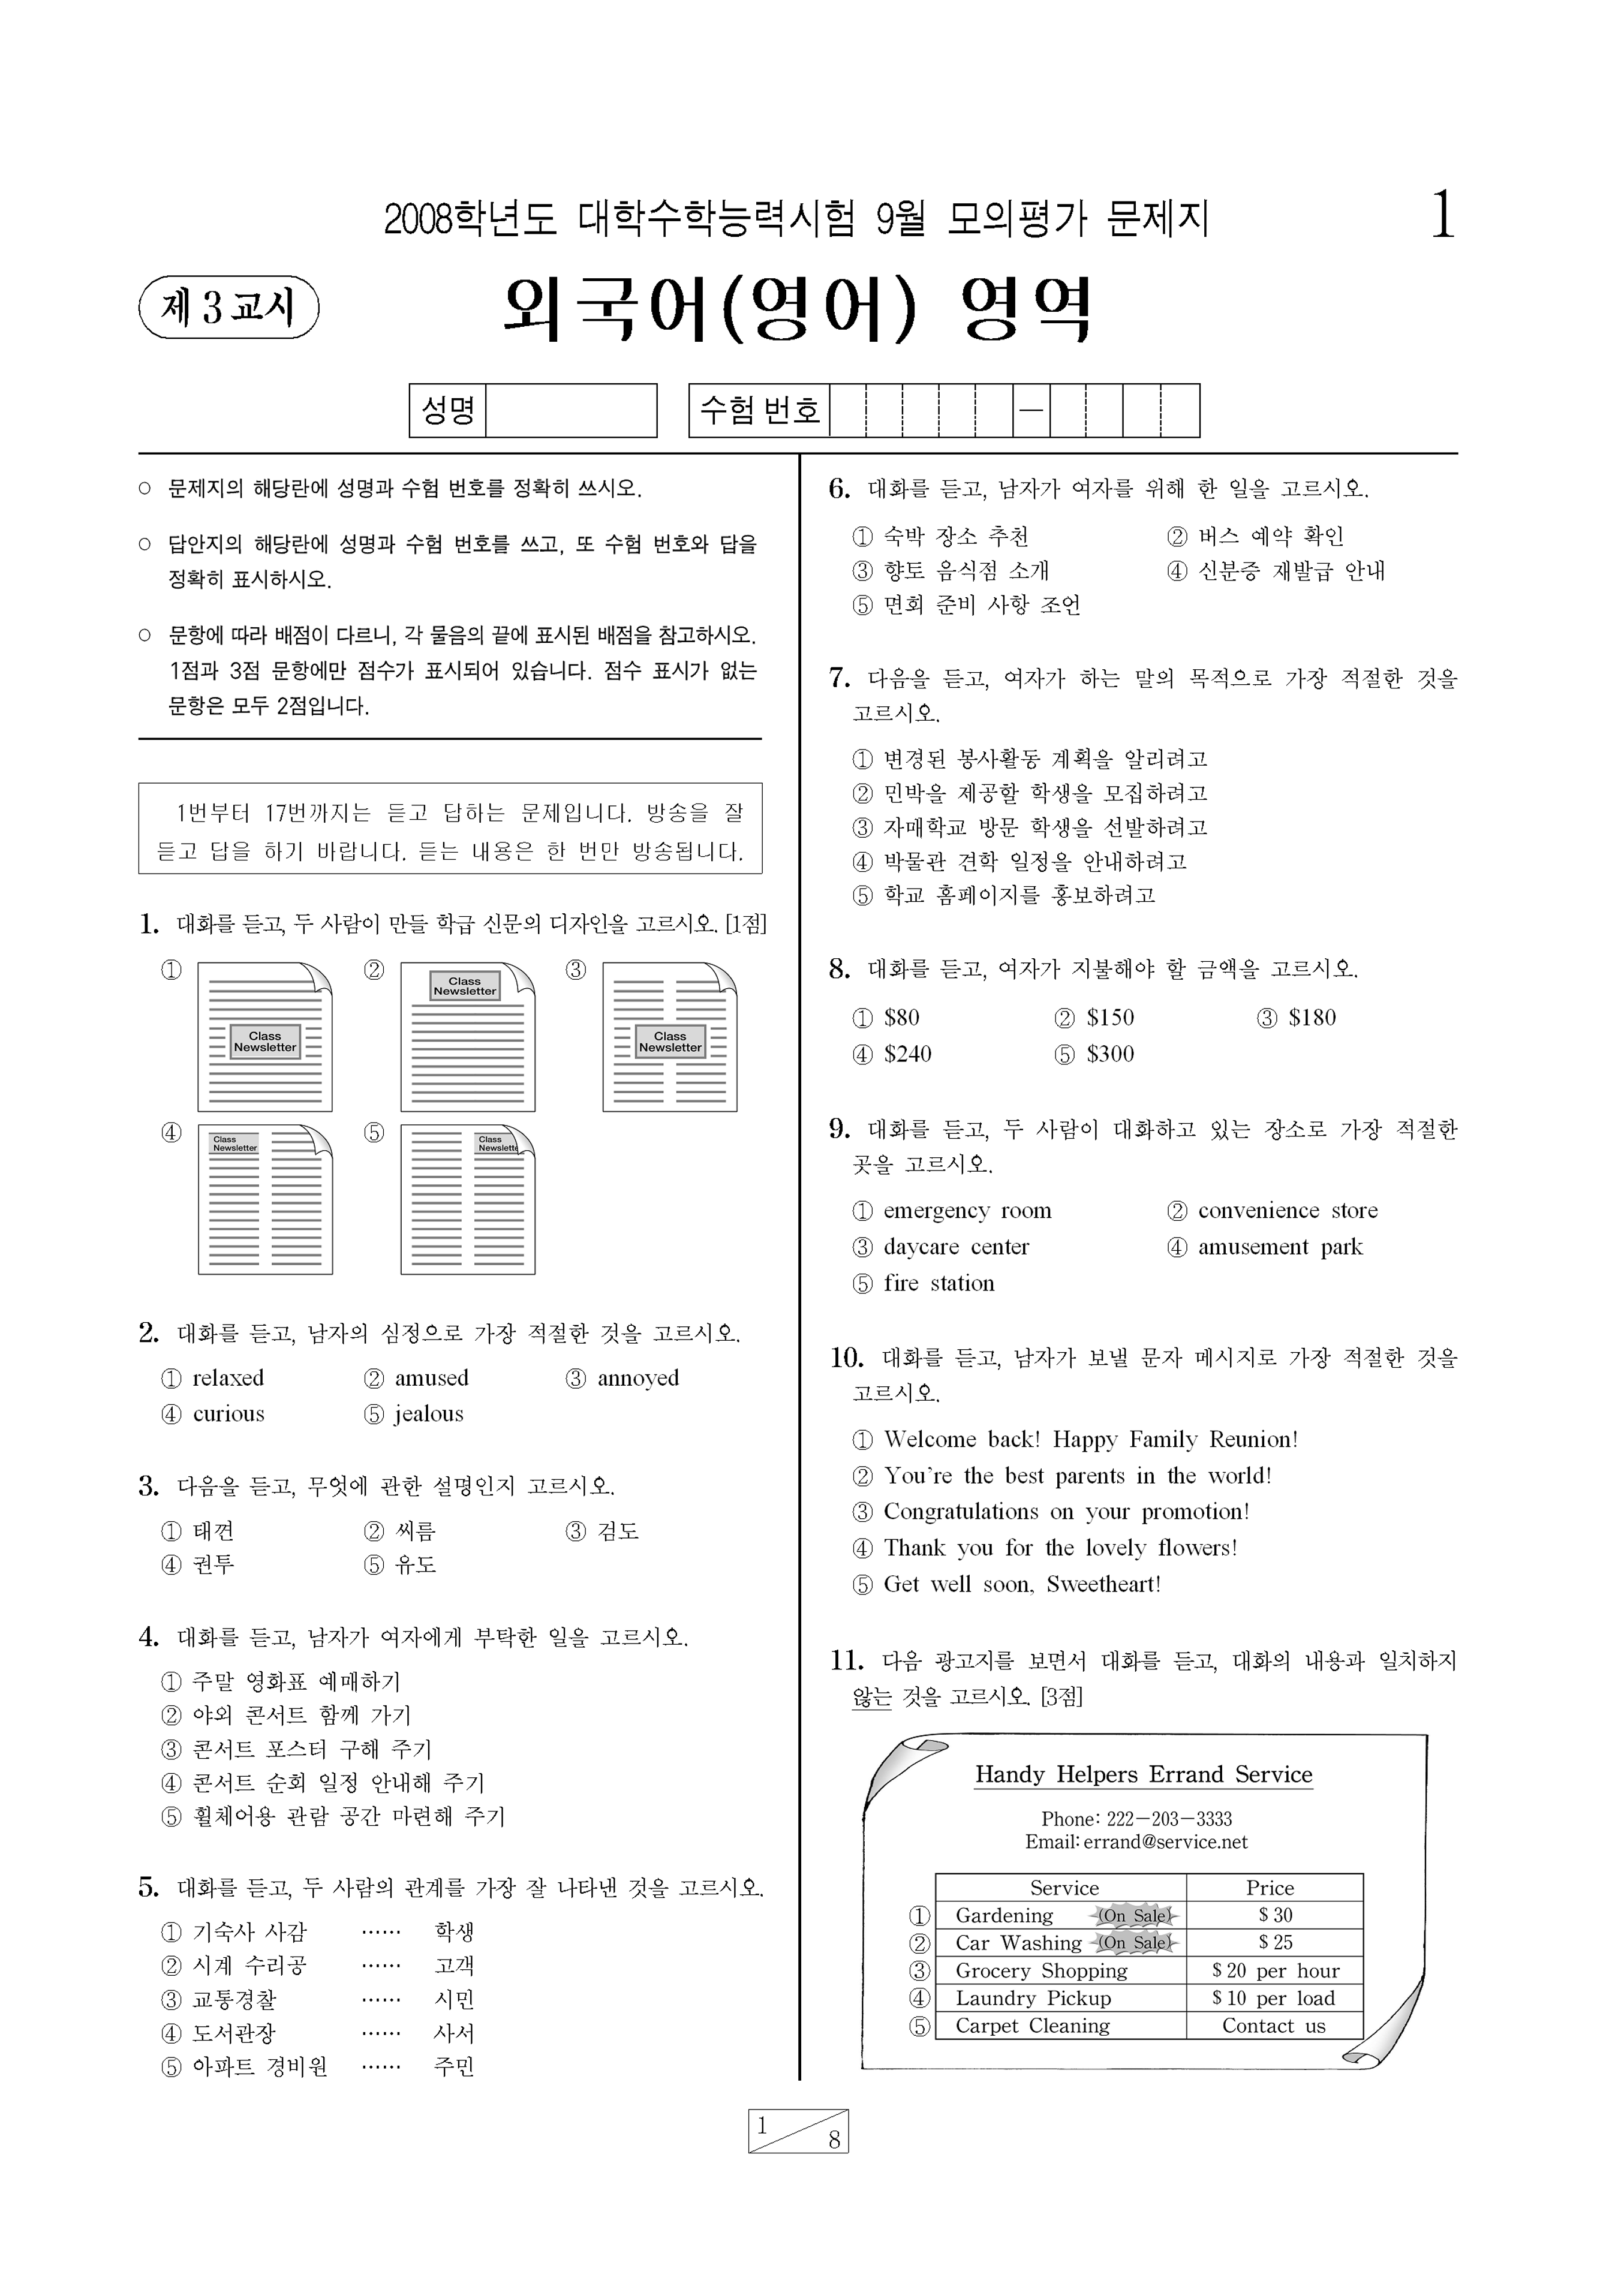 2008학년도 대학수학능력시험 9월 모의평가 문제지
1
제 3 교시
외국어(영어) 영역
성명
수험 번호
—
○ 문제지의 해당란에 성명과 수험 번호를 정확히 쓰시오.
○ 답안지의 해당란에 성명과 수험 번호를 쓰고, 또 수험 번호와 답을
정확히 표시하시오.
○ 문항에 따라 배점이 다르니, 각 물음의 끝에 표시된 배점을 참고하시오.
1점과 3점 문항에만 점수가 표시되어 있습니다. 점수 표시가 없는
문항은 모두 2점입니다.
1번부터 17번까지는 듣고 답하는 문제입니다. 방송을 잘
듣고 답을 하기 바랍니다. 듣는 내용은 한 번만 방송됩니다.
1. 대화를 듣고, 두 사람이 만들 학급 신문의 디자인을 고르시오. [1점]
①
Class
Newsletter
②
Class
Newsletter
③
Class
Newsletter
④
Class
Newsletter
⑤
Class
Newslette
2. 대화를 듣고, 남자의 심정으로 가장 적절한 것을 고르시오.
① relaxed ② amused ③ annoyed
④ curious ⑤ jealous
3. 다음을 듣고, 무엇에 관한 설명인지 고르시오.
① 태껸 ② 씨름 ③ 검도
④ 권투 ⑤ 유도
4. 대화를 듣고, 남자가 여자에게 부탁한 일을 고르시오.
① 주말 영화표 예매하기
② 야외 콘서트 함께 가기
③ 콘서트 포스터 구해 주기
④ 콘서트 순회 일정 안내해 주기
⑤ 휠체어용 관람 공간 마련해 주기
5. 대화를 듣고, 두 사람의 관계를 가장 잘 나타낸 것을 고르시오.
① 기숙사 사감 …… 학생
② 시계 수리공 …… 고객
③ 교통경찰 …… 시민
④ 도서관장 …… 사서
⑤ 아파트 경비원 …… 주민
6. 대화를 듣고, 남자가 여자를 위해 한 일을 고르시오.
① 숙박 장소 추천 ② 버스 예약 확인
③ 향토 음식점 소개 ④ 신분증 재발급 안내
⑤ 면회 준비 사항 조언
7. 다음을 듣고, 여자가 하는 말의 목적으로 가장 적절한 것을
고르시오.
① 변경된 봉사활동 계획을 알리려고
② 민박을 제공할 학생을 모집하려고
③ 자매학교 방문 학생을 선발하려고
④ 박물관 견학 일정을 안내하려고
⑤ 학교 홈페이지를 홍보하려고
8. 대화를 듣고, 여자가 지불해야 할 금액을 고르시오.
① $80 ② $150 ③ $180
④ $240 ⑤ $300
9. 대화를 듣고, 두 사람이 대화하고 있는 장소로 가장 적절한
곳을 고르시오.
① emergency room ② convenience store
③ daycare center ④ amusement park
⑤ fire station
10. 대화를 듣고, 남자가 보낼 문자 메시지로 가장 적절한 것을
고르시오.
① Welcome back! Happy Family Reunion!
② You're the best parents in the world!
③ Congratulations on your promotion!
④ Thank you for the lovely flowers!
⑤ Get well soon, Sweetheart!
11. 다음 광고지를 보면서 대화를 듣고, 대화의 내용과 일치하지
않는 것을 고르시오. [3점]
Handy Helpers Errand Service
Phone: 222-203-3333
Email: errand@service.net
Service Price
① Gardening (On Sale) $ 30
② Car Washing (On Sale) $ 25
③ Grocery Shopping $ 20 per hour
④ Laundry Pickup $ 10 per load
⑤ Carpet Cleaning Contact us
1
8